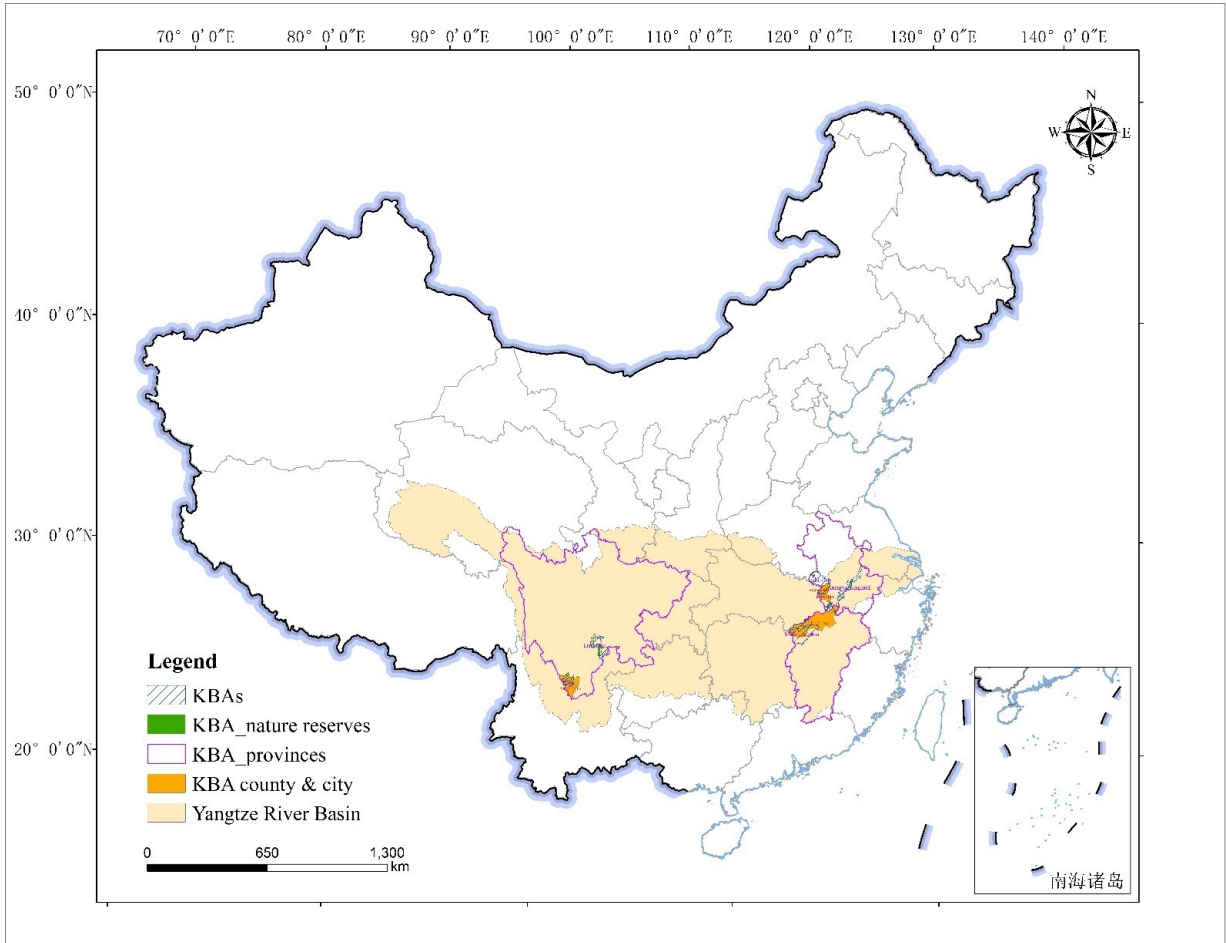 70° 0'0"E 80° 0'0"E 90° 0'0"E 100° 0'0"E 110° 0'0"E 120° 0'0"E 130° 0'0"E 140° 0'0"E
50° 0'0"N
40° 0'0"N
30° 0'0"N
20° 0'0"N
N
W E
S
Legend
KBAs
KBA_nature reserves
KBA_provinces
KBA county & city
Yangtze River Basin
0 650 1,300
km
南海诸岛